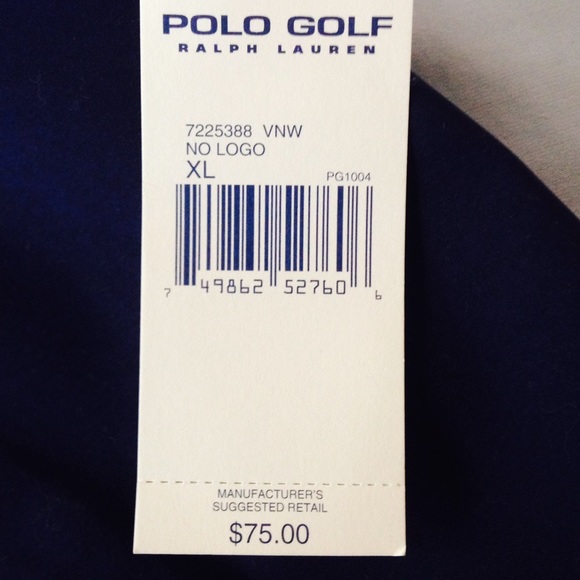 POLO GOLF
RALPH LAUREN
7225388 VNW
NO LOGO
XL
PG1004
7 49862 52760 6
MANUFACTURER'S
SUGGESTED RETAIL
$75.00